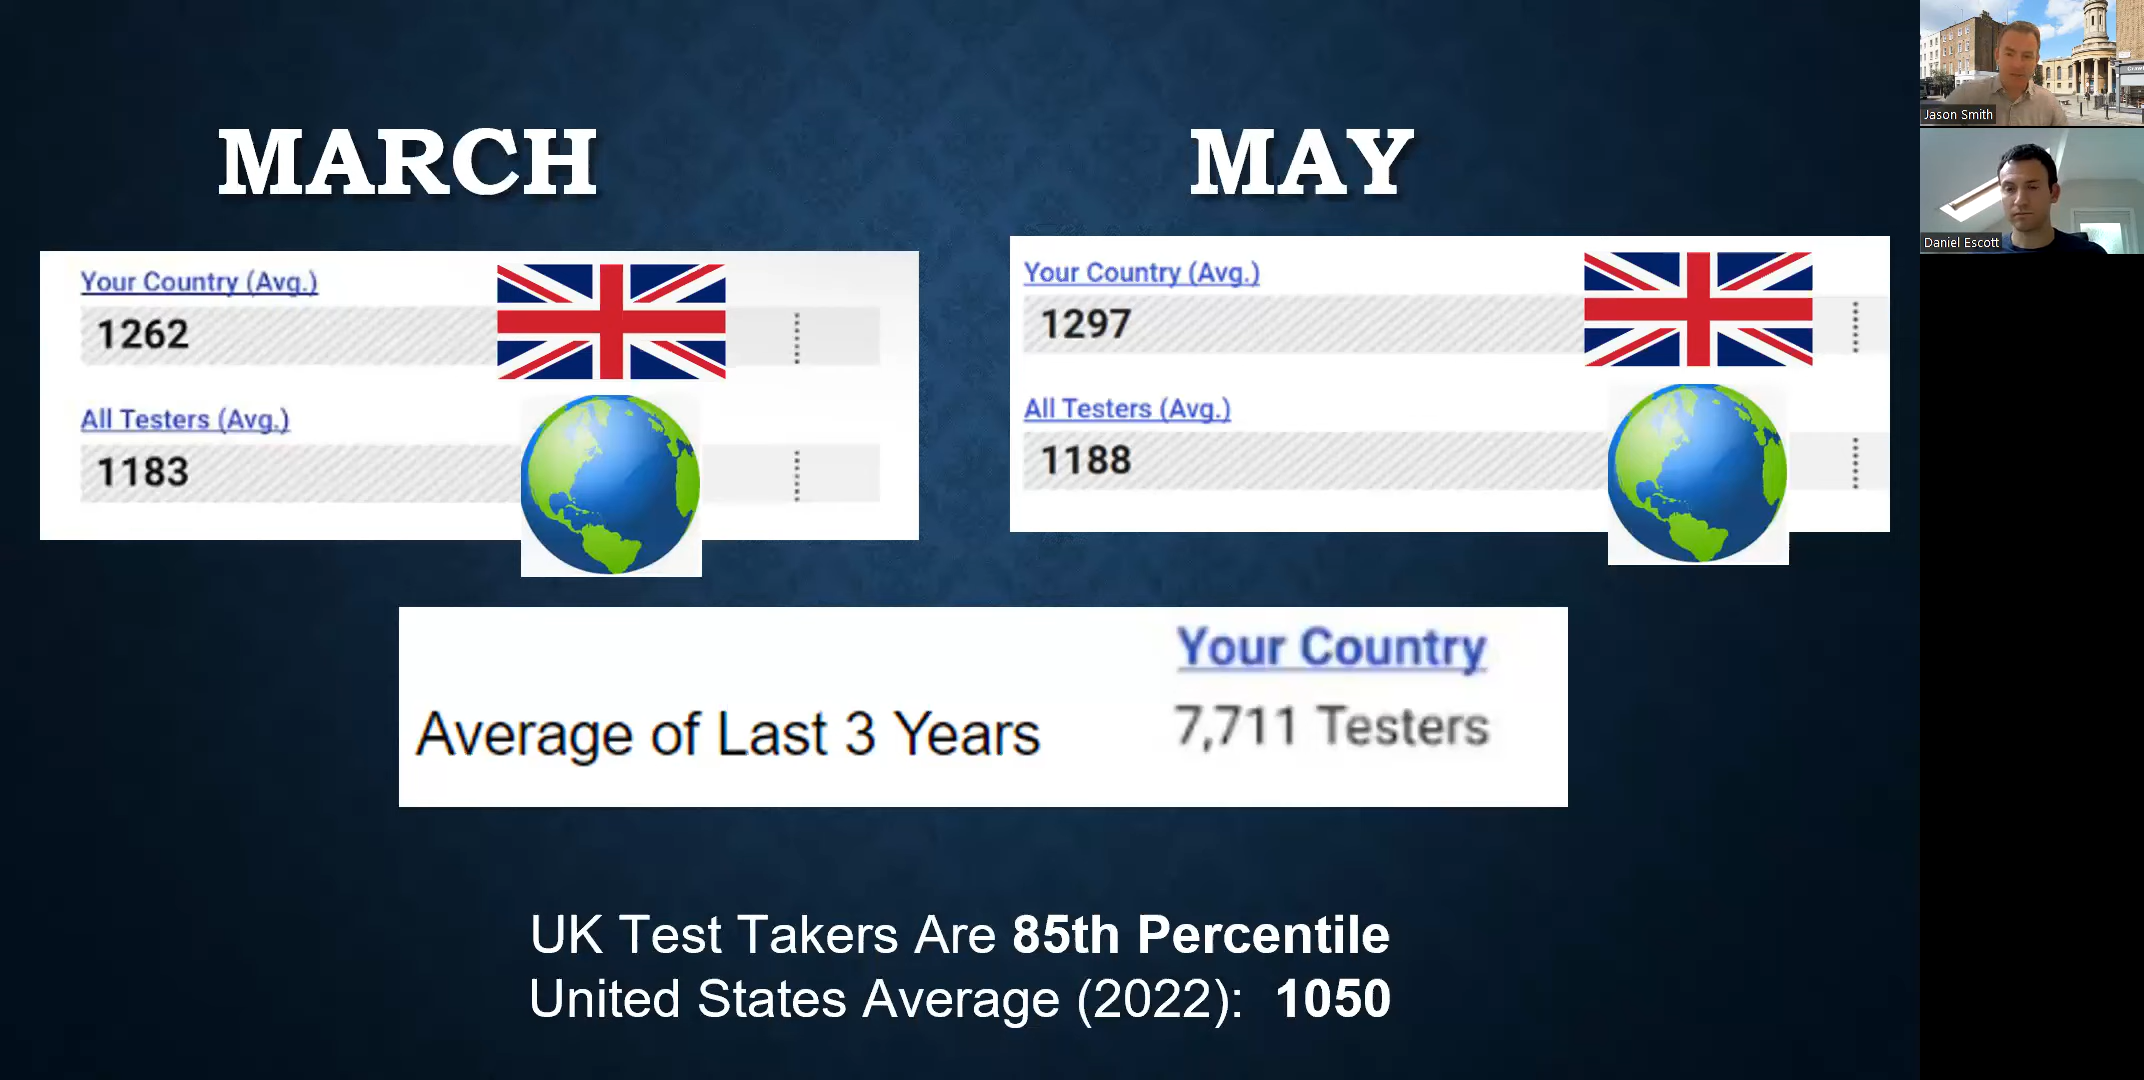 MARCH
Your Country (Avg.)
1262
All Testers (Avg.)
1183
MAY
Your Country (Avg.)
1297
All Testers (Avg.)
1188
Your Country
Average of Last 3 Years
7,711 Testers
UK Test Takers Are 85th Percentile
United States Average (2022): 1050
Jason Smith
Daniel Escott